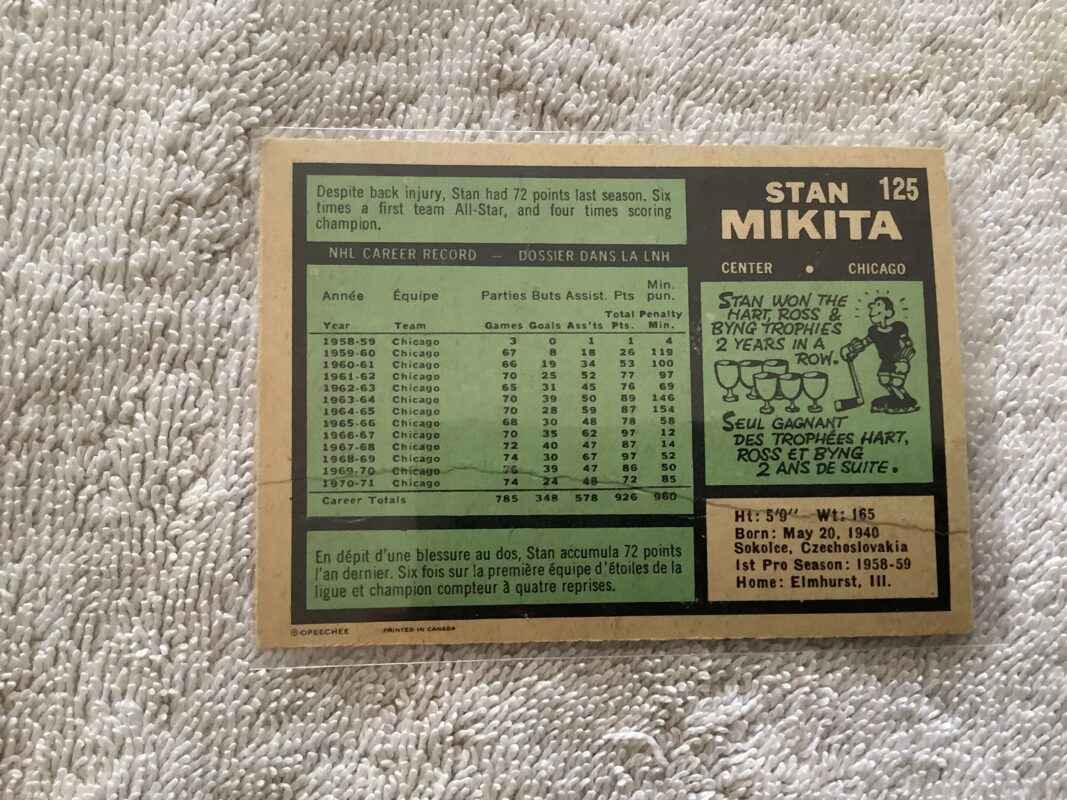 Despite back injury, Stan had 72 points last season. Six
times a first team All-Star, and four times scoring
champion.
NHL CAREER RECORD — DOSSIER DANS LA LNH
Année Équipe Parties Buts Assist. Pts Min. pun.
Year Team Games Goals Ass'ts Total Pts. Penalty Min.
1958-59 Chicago 3 0 1 1 4
1959-60 Chicago 67 8 18 26 119
1960-61 Chicago 66 19 34 53 100
1961-62 Chicago 70 25 52 77 97
1962-63 Chicago 65 31 45 76 69
1963-64 Chicago 70 39 50 89 146
1964-65 Chicago 70 28 59 87 154
1965-66 Chicago 68 30 48 78 58
1966-67 Chicago 70 35 62 97 12
1967-68 Chicago 72 40 47 87 14
1968-69 Chicago 74 30 67 97 52
1969-70 Chicago 76 39 47 86 50
1970-71 Chicago 74 24 48 72 85
Career Totals 785 348 578 926 960
En dépit d'une blessure au dos, Stan accumula 72 points
l'an dernier. Six fois sur la première équipe d'étoiles de la
ligue et champion compteur à quatre reprises.
STAN 125
MIKITA
CENTER • CHICAGO
STAN WON THE
HART, ROSS &
BYNG TROPHIES
2 YEARS IN A
ROW.
SEUL GAGNANT
DES TROPHÉES HART,
ROSS ET BYNG
2 ANS DE SUITE.
Ht: 5'9" Wt: 165
Born: May 20, 1940
Sokolce, Czechoslovakia
1st Pro Season: 1958-59
Home: Elmhurst, Ill.
© OPEECHEE PRINTED IN CANADA